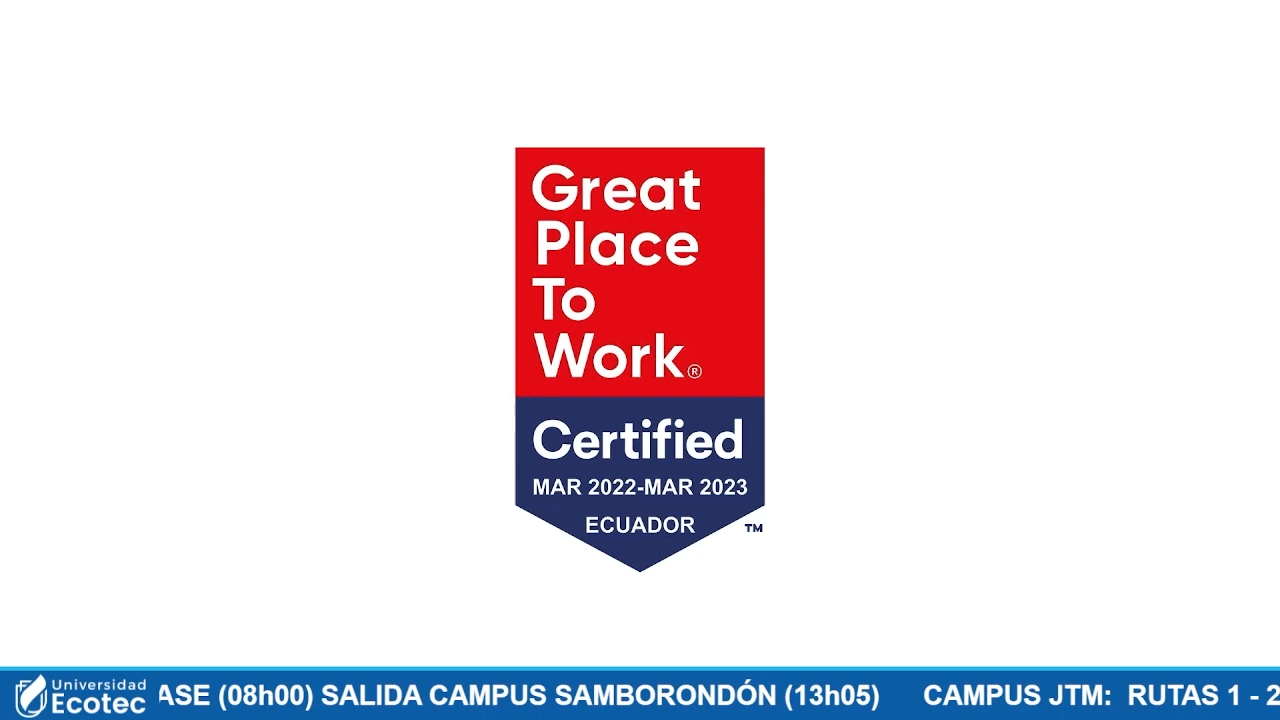 Great
Place
To
Work®
Certified
MAR 2022-MAR 2023
ECUADOR
TM
Universidad
Ecotec
ASE (08h00) SALIDA CAMPUS SAMBORONDÓN (13h05) CAMPUS JTM: RUTAS 1 - 2